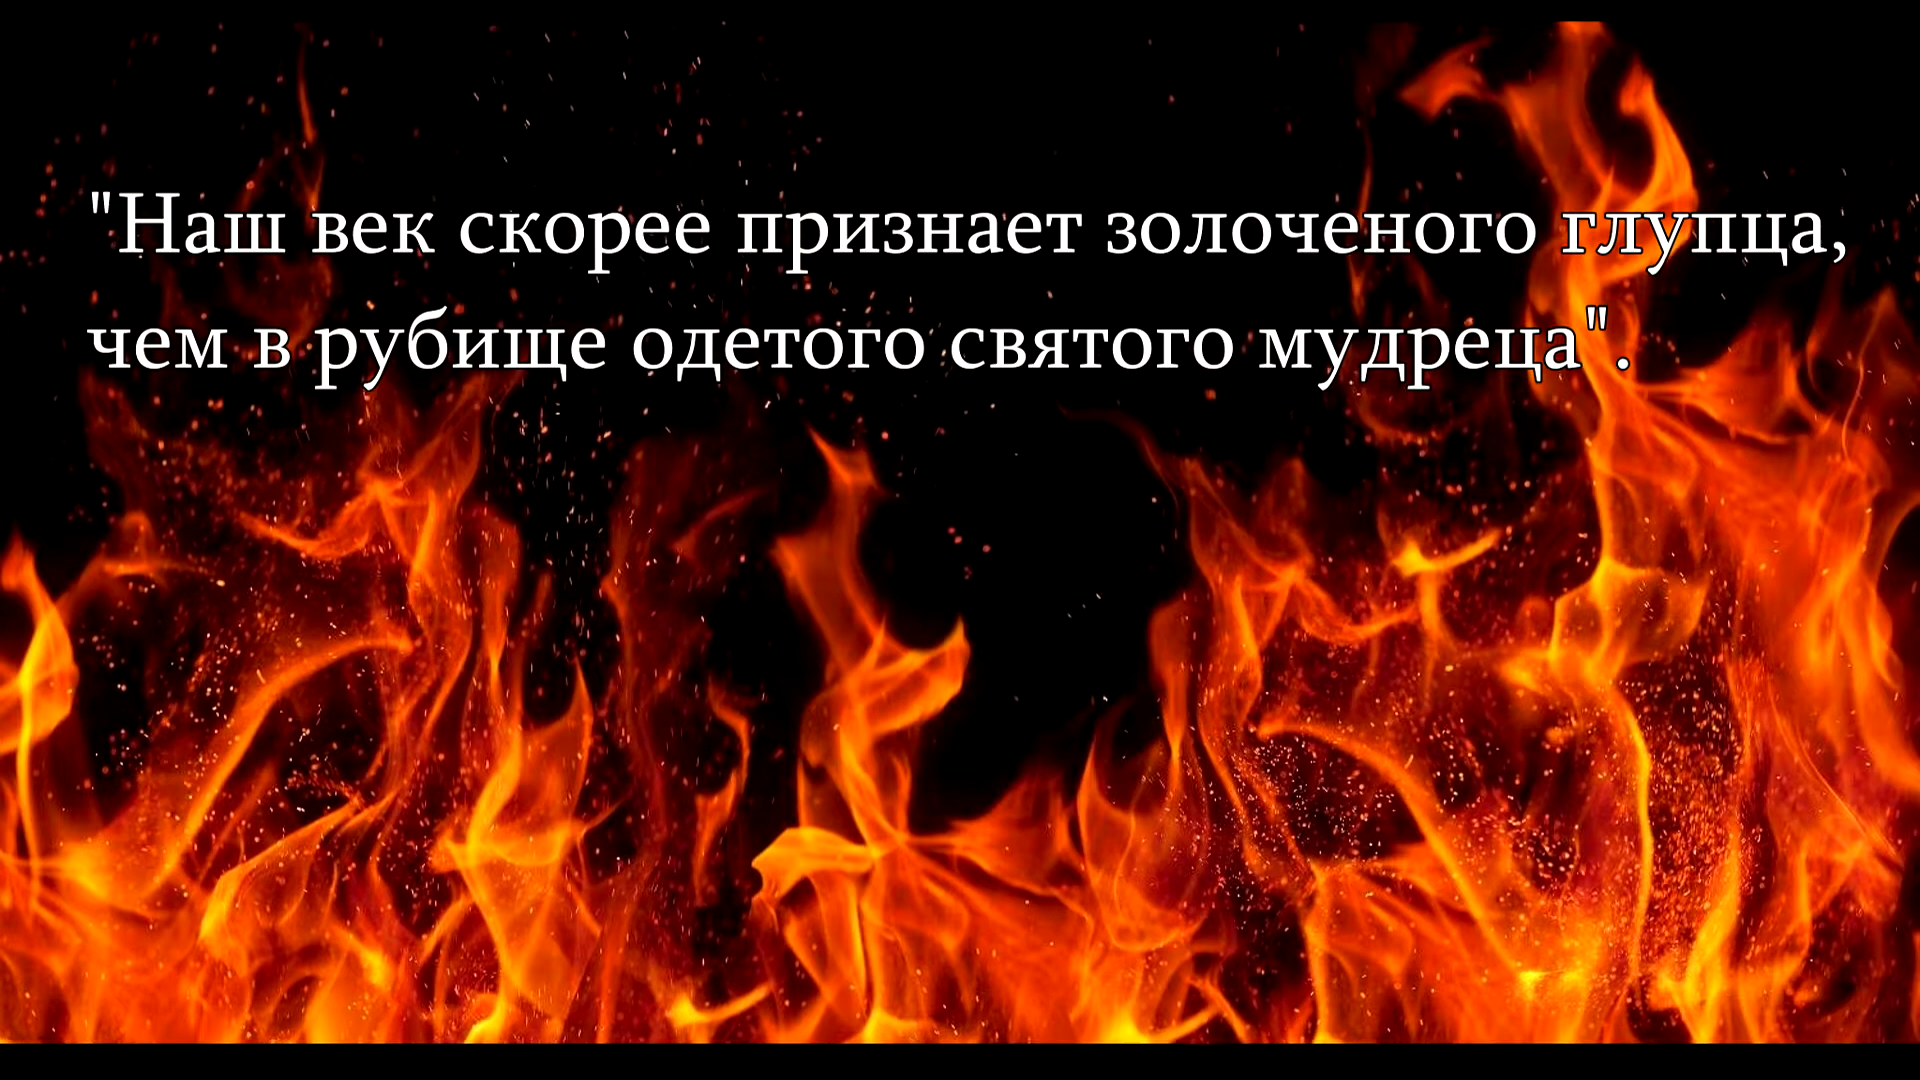 "Наш век скорее признает золоченого глупца,
чем в рубище одетого святого мудреца".